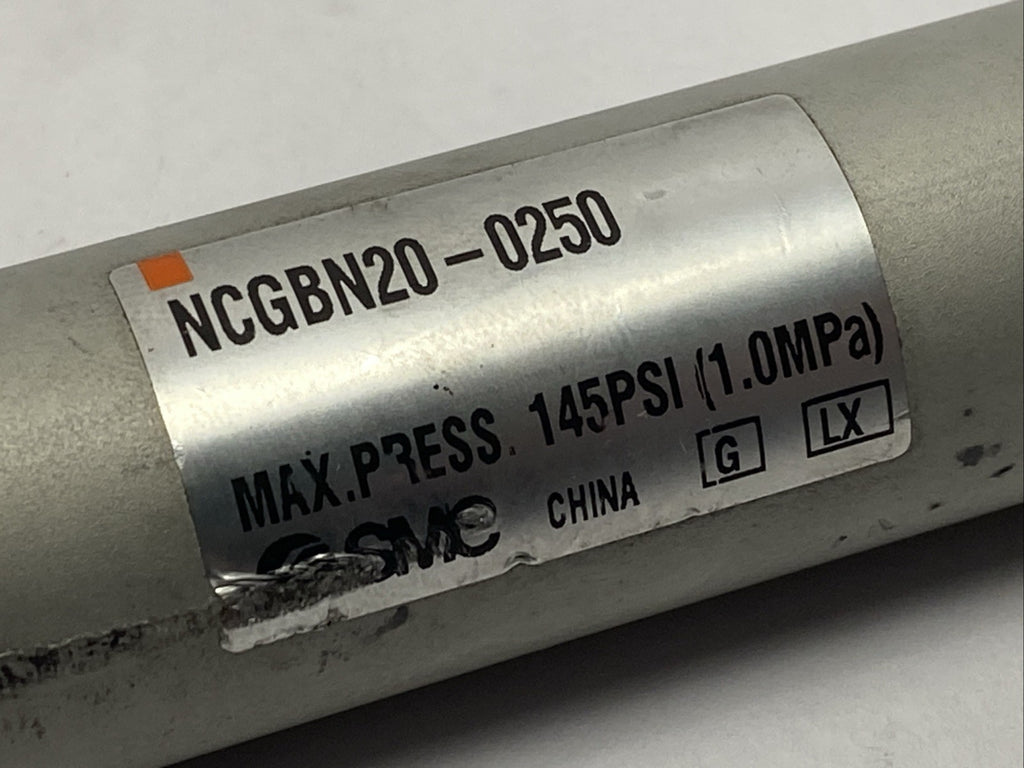 NCGBN20-0250
MAX.PRESS. 145PSI (1.0MPa)
SMC CHINA G LX